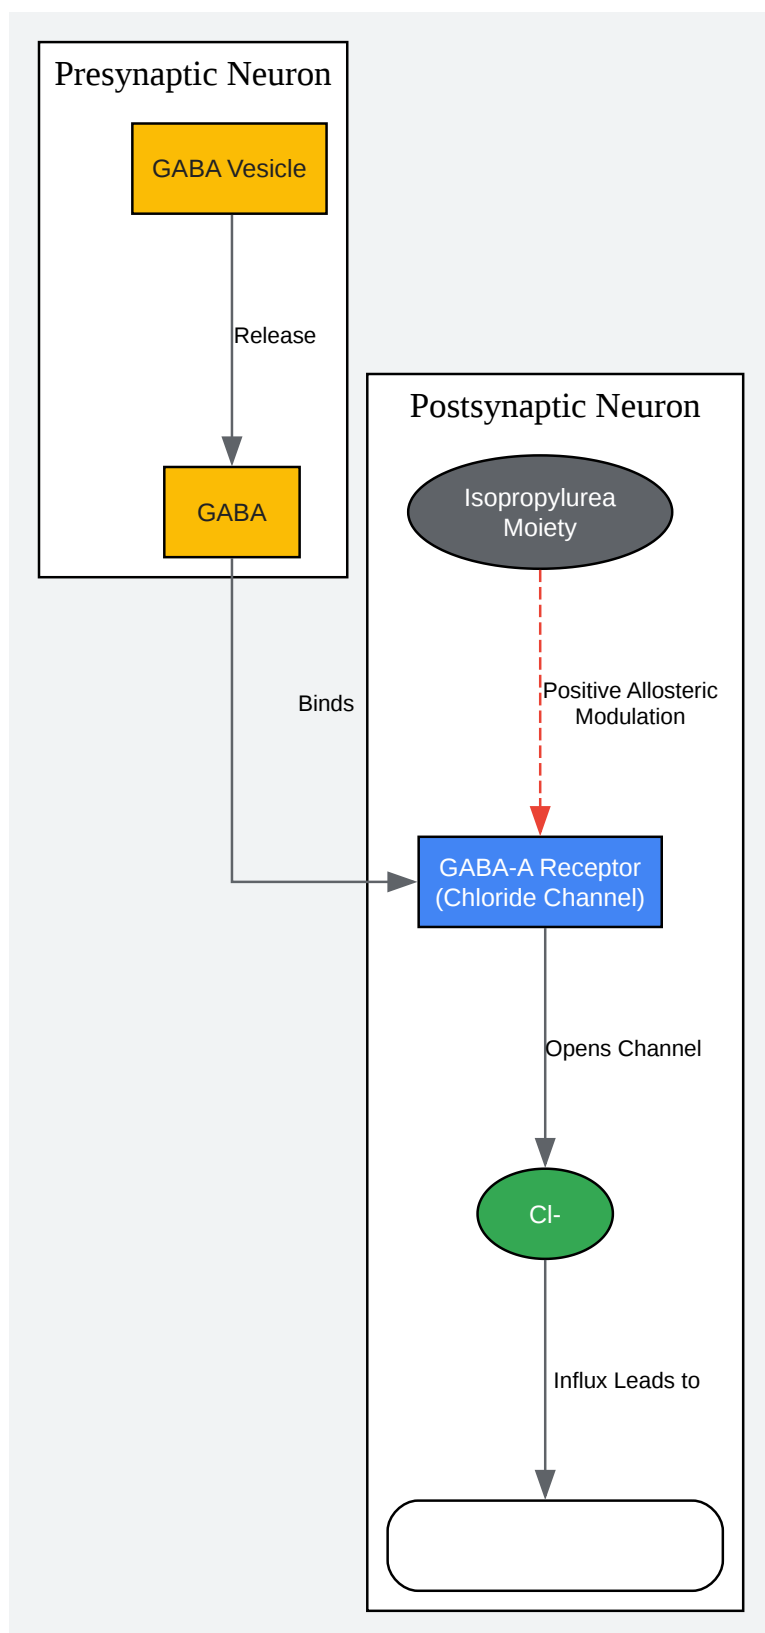 Presynaptic Neuron
GABA Vesicle
Release
GABA
Binds
Postsynaptic Neuron
Isopropylurea
Moiety
Positive Allosteric
Modulation
GABA-A Receptor
(Chloride Channel)
Opens Channel
Cl-
Influx Leads to